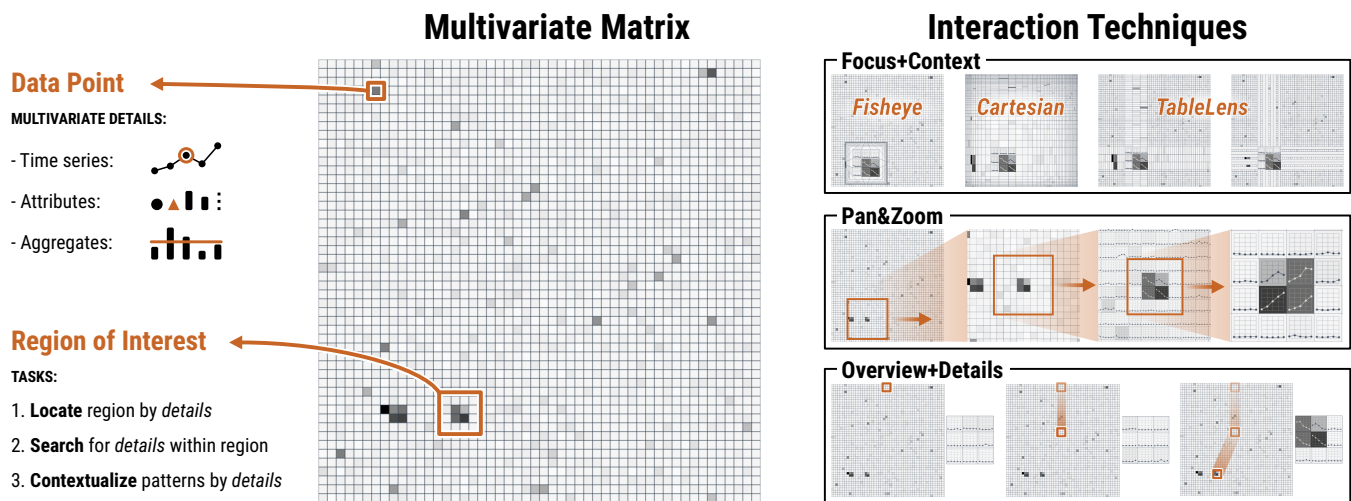 Multivariate Matrix
Interaction Techniques
Data Point
MULTIVARIATE DETAILS:
- Time series:
- Attributes:
- Aggregates:
Region of Interest
TASKS:
1. Locate region by details
2. Search for details within region
3. Contextualize patterns by details
Focus+Context
Fisheye
Cartesian
TableLens
Pan&Zoom
Overview+Details